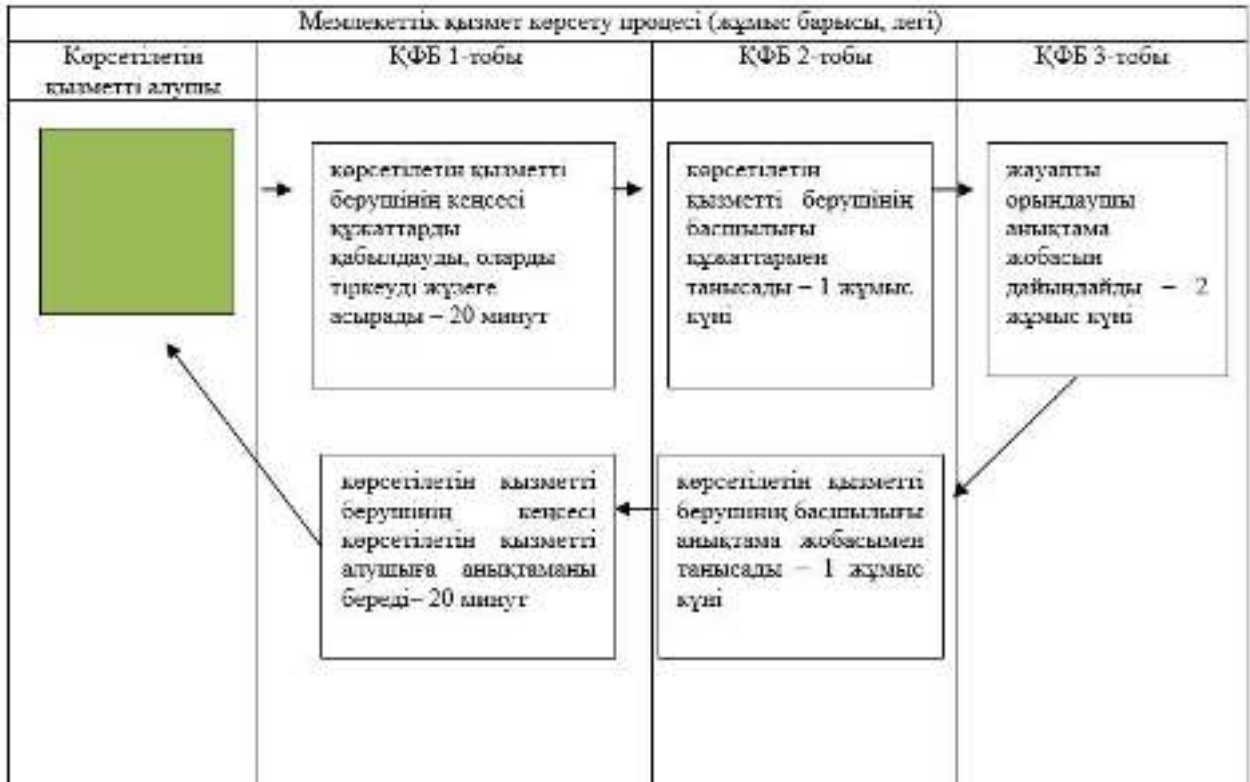 Мемлекеттік қызмет көрсету процесі (жұмыс барысы, легі)
Көрсетілетін
қызметті алушы
ҚФБ 1-тобы
ҚФБ 2-тобы
ҚФБ 3-тобы
көрсетілетін қызметті
берушінің кеңсесі
құжаттарды
қабылдауды, оларды
тіркеуді жүзеге
асырады – 20 минут
көрсетілетін
қызметті берушінің
басшылығы
құжаттармен
танысады – 1 жұмыс
күні
жауапты
орындаушы
анықтама
жобасын
дайындайды – 2
жұмыс күні
көрсетілетін қызметті
берушінің кеңсесі
көрсетілетін қызметті
алушыға анықтаманы
береді– 20 минут
көрсетілетін қызметті
берушінің басшылығы
анықтама жобасымен
танысады – 1 жұмыс
күні